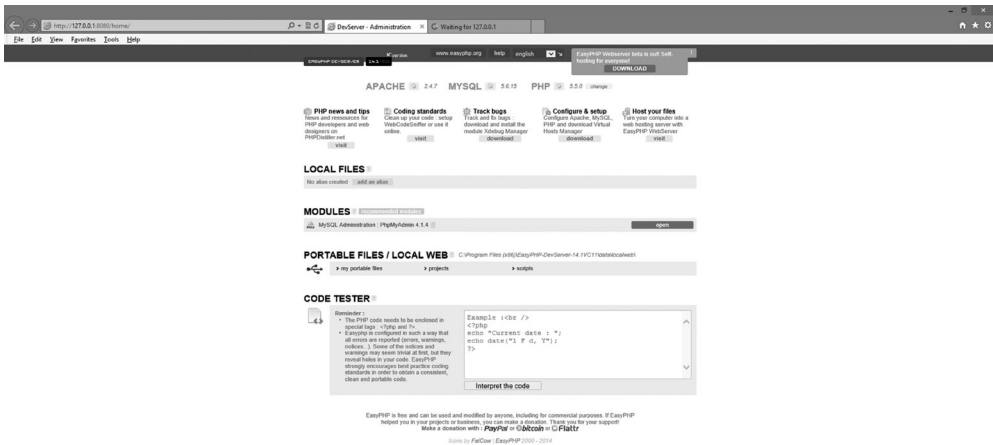 http://127.0.0.1:8080/home/
DevServer - Administration
Waiting for 127.0.0.1
File Edit View Favorites Tools Help
www.easyphp.org help english
EasyPHP Webserver beta is out! Self-hosting for everyone!
DOWNLOAD
EASYPHP DEVSERVER 14.1
APACHE 2.4.7 MYSQL 5.6.15 PHP 5.5.0 change
PHP news and tips
News and ressources for
PHP developers and web
designers on
PHPDistiller.net
visit
Coding standards
Clean up your code : setup
WebCodeSniffer or use it
online.
visit
Track bugs
Track and fix bugs :
download and install the
module Xdebug Manager
download
Configure & setup
Configure Apache, MySQL,
PHP and download Virtual
Hosts Manager
download
Host your files
Turn your computer into a
web hosting server with
EasyPHP WebServer
visit
LOCAL FILES
No alias created add an alias
MODULES recommended modules
MySQL Administration : PhpMyAdmin 4.1.4
open
PORTABLE FILES / LOCAL WEB C:\Program Files (x86)\EasyPHP-DevServer-14.1VC11\data\localweb\
> my portable files > projects > scripts
CODE TESTER
Reminder :
• The PHP code needs to be enclosed in
special tags : <?php and ?>.
• Easyphp is configured in such a way that
all errors are reported (errors, warnings,
notices...). Some of the notices and
warnings may seem trivial at first, but they
reveal holes in your code. EasyPHP
strongly encourages best practice coding
standards in order to obtain a consistent,
clean and portable code.
Example :<br />
<?php
echo "Current date : ";
echo date("l F d, Y");
?>
Interpret the code
EasyPHP is free and can be used and modified by anyone, including for commercial purposes. If EasyPHP
helped you in your projects or business, you can make a donation. Thank you for your support!
Make a donation with : PayPal or bitcoin or Flattr
Icons by FatCow | EasyPHP 2000 - 2014